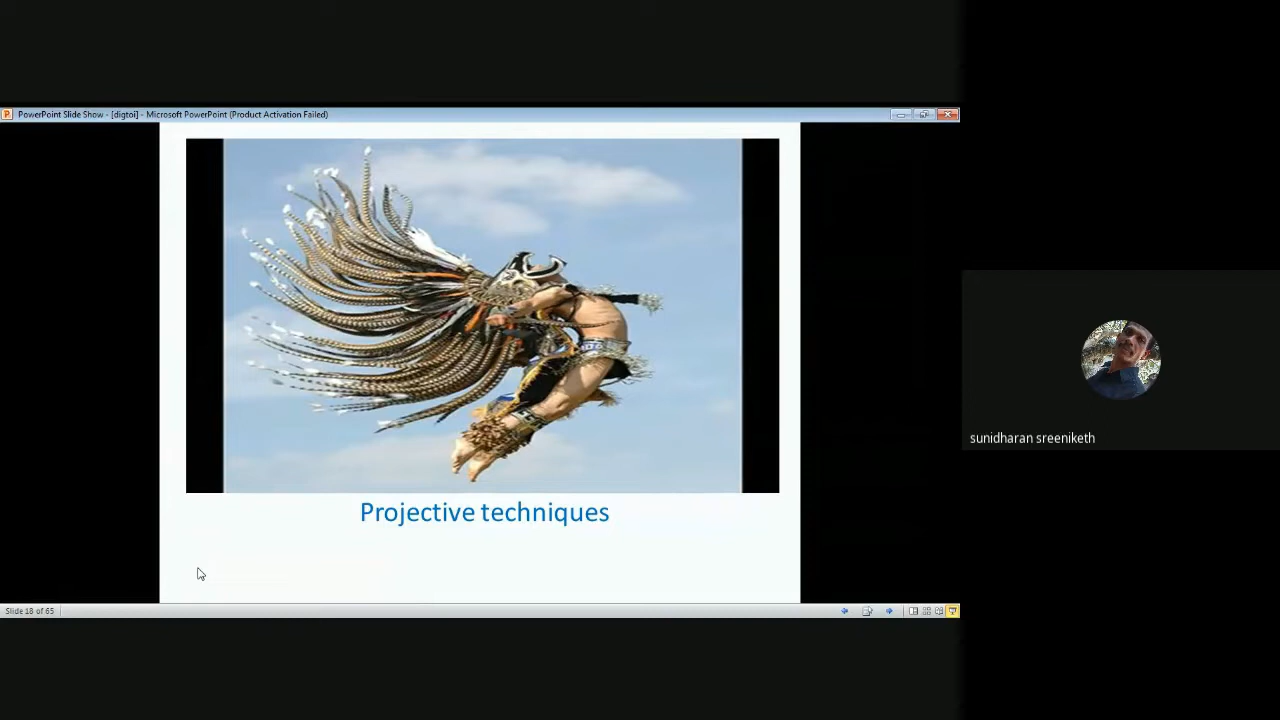 PowerPoint Slide Show - [digtoi] - Microsoft PowerPoint (Product Activation Failed)
Projective techniques
sunidharan sreeniketh
Slide 18 of 65